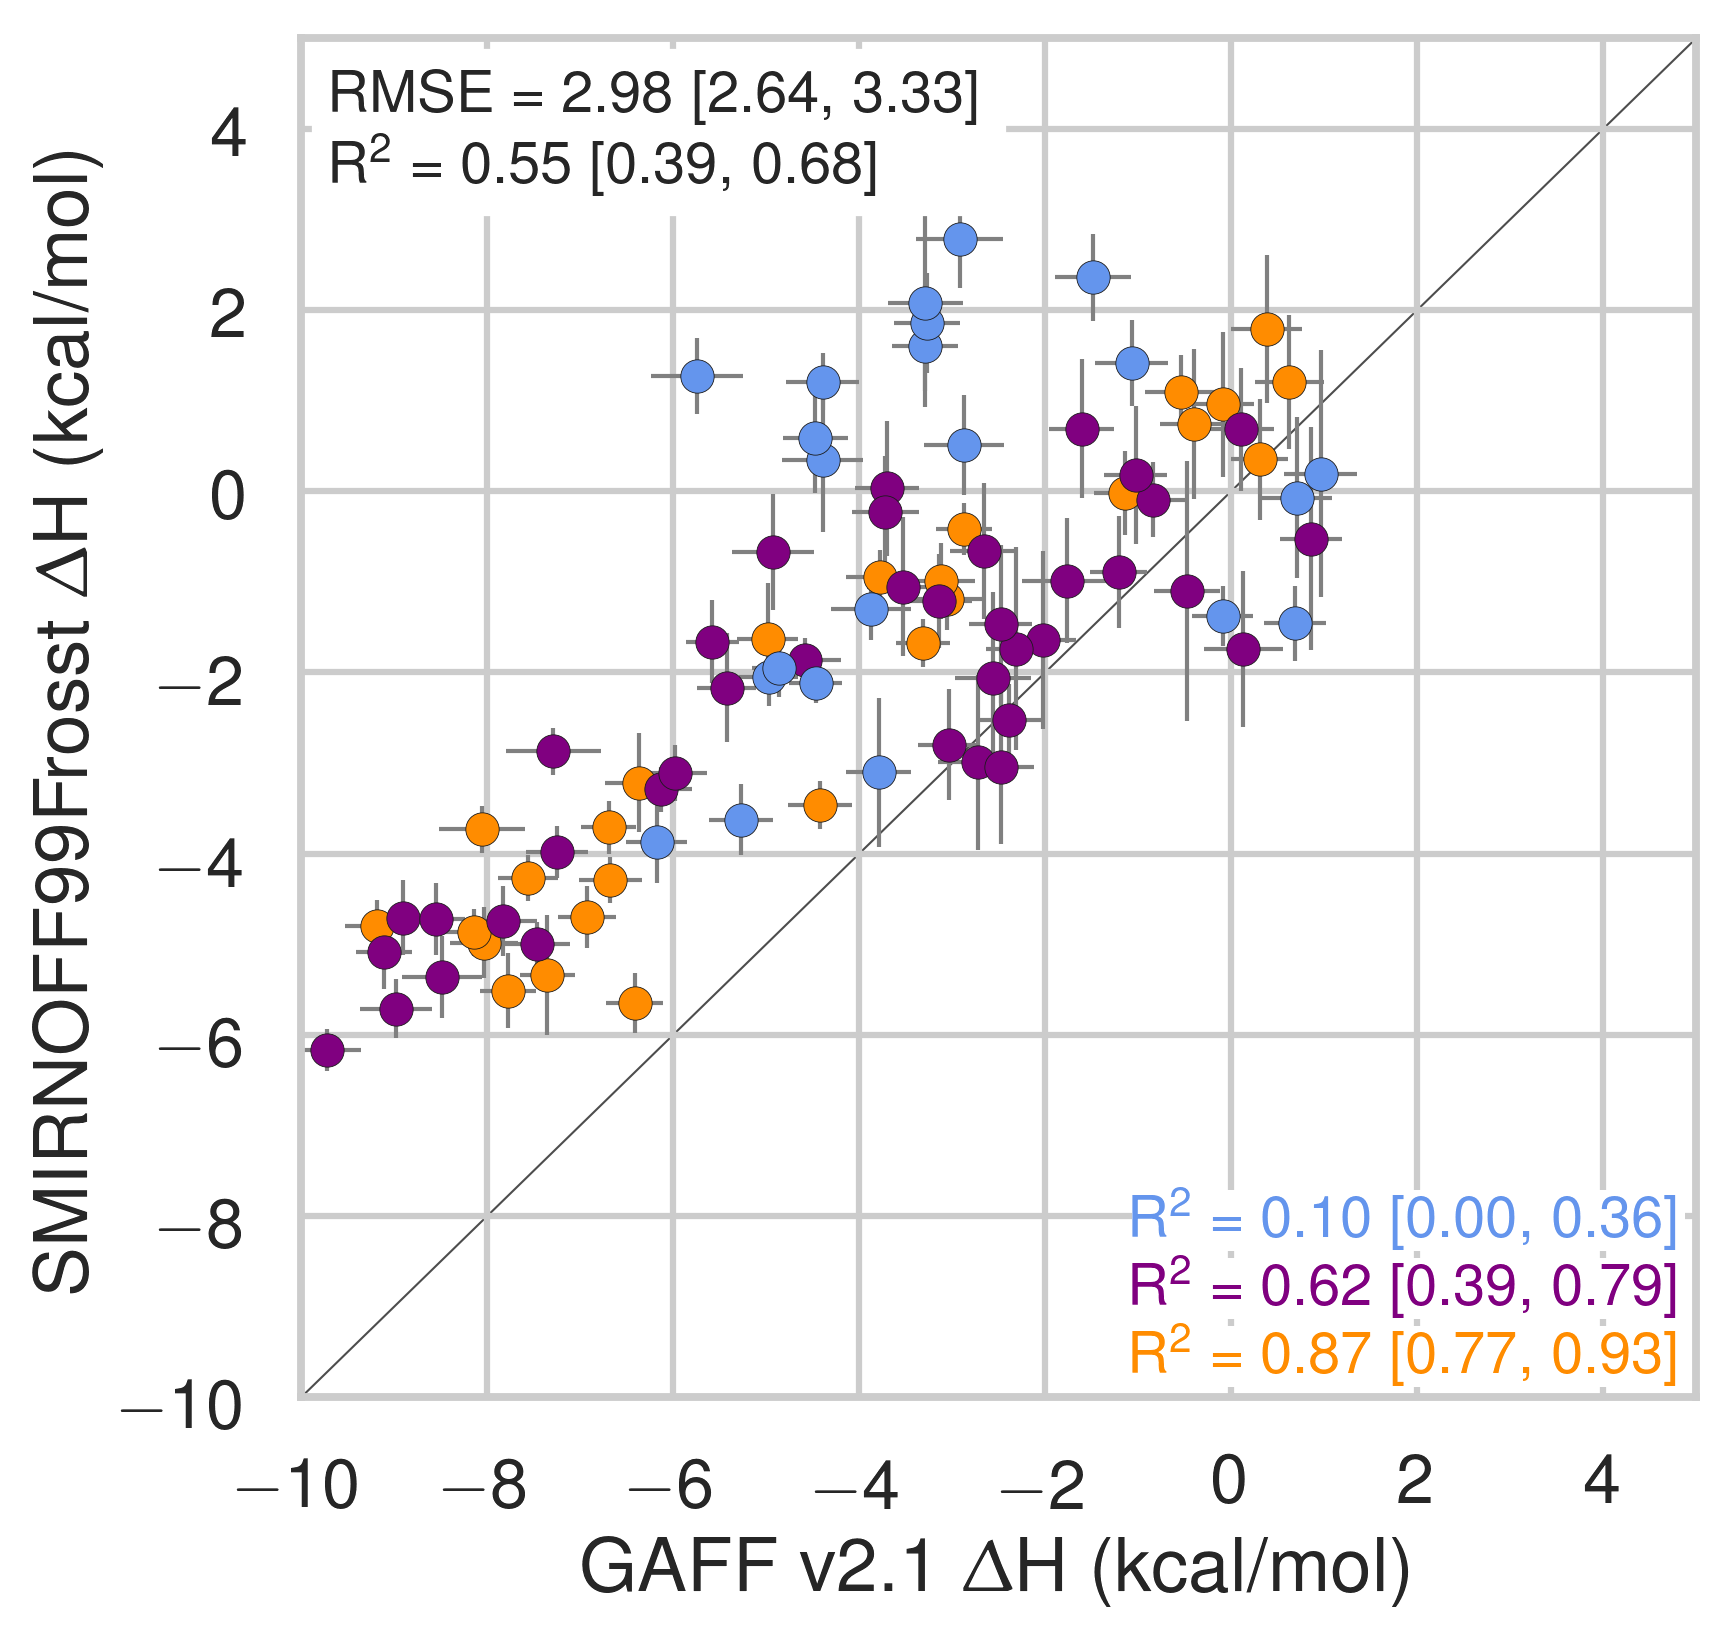 RMSE = 2.98 [2.64, 3.33]
R² = 0.55 [0.39, 0.68]
SMIRNOFF99Frosst ΔH (kcal/mol)
4
2
0
−2
−4
−6
−8
−10
R² = 0.10 [0.00, 0.36]
R² = 0.62 [0.39, 0.79]
R² = 0.87 [0.77, 0.93]
−10 −8 −6 −4 −2 0 2 4
GAFF v2.1 ΔH (kcal/mol)